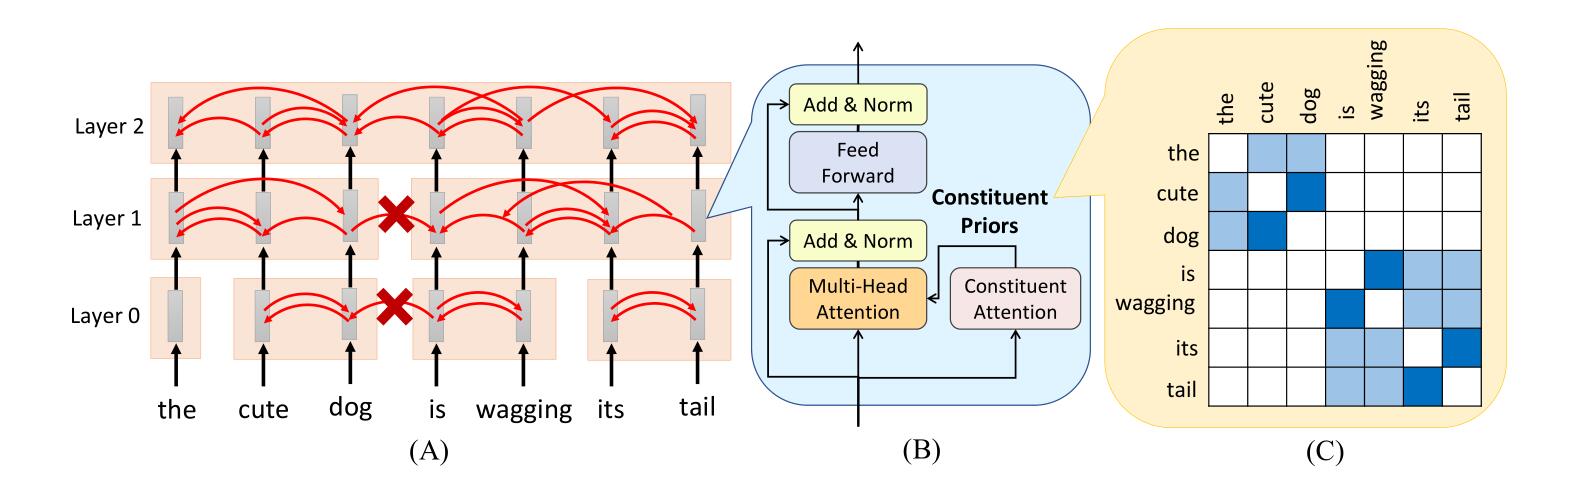 Layer 2
Layer 1
Layer 0
the cute dog is wagging its tail
(A)
Add & Norm
Feed
Forward
Constituent
Priors
Add & Norm
Multi-Head
Attention
Constituent
Attention
(B)
the cute dog is wagging its tail
the
cute
dog
is
wagging
its
tail
(C)